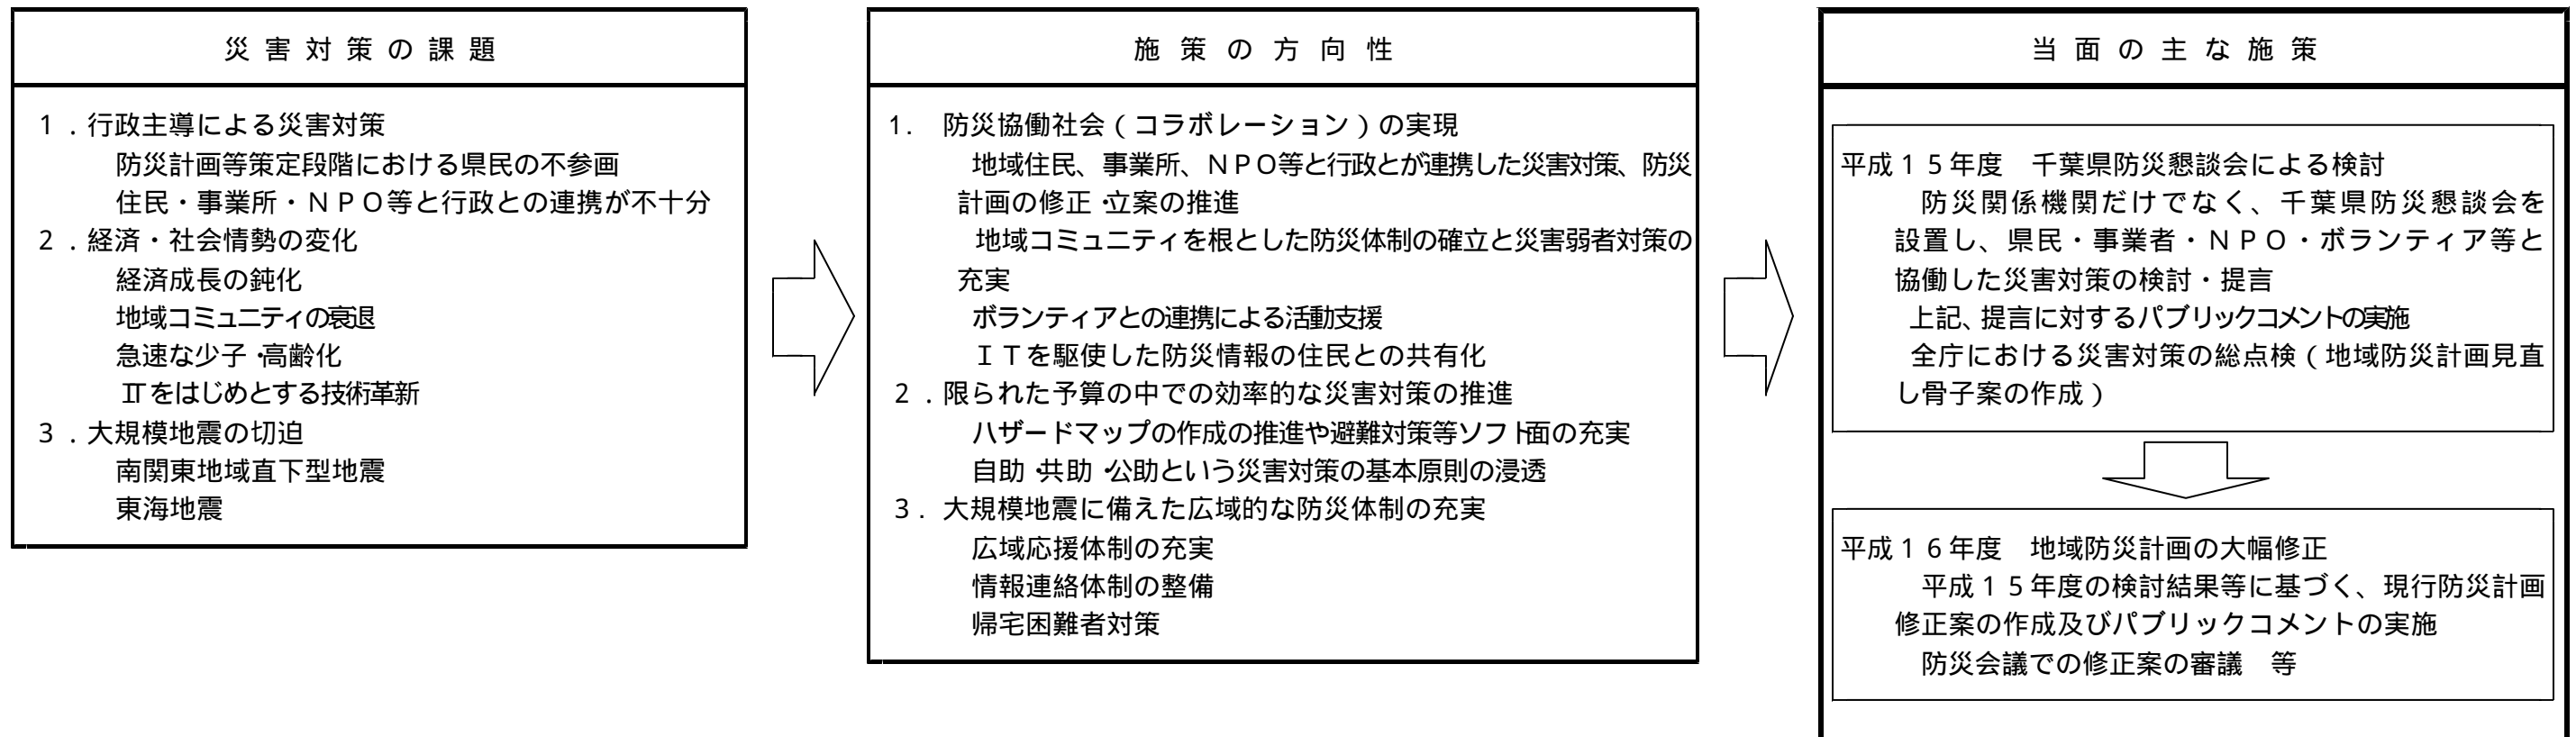 災害対策の課題
１．行政主導による災害対策
防災計画等策定段階における県民の不参画
住民・事業所・ＮＰＯ等と行政との連携が不十分
２．経済・社会情勢の変化
経済成長の鈍化
地域コミュニティの衰退
急速な少子・高齢化
ＩＴをはじめとする技術革新
３．大規模地震の切迫
南関東地域直下型地震
東海地震
施策の方向性
1.　防災協働社会（コラボレーション）の実現
地域住民、事業所、ＮＰＯ等と行政とが連携した災害対策、防災
計画の修正・立案の推進
地域コミュニティを根とした防災体制の確立と災害弱者対策の
充実
ボランティアとの連携による活動支援
ＩＴを駆使した防災情報の住民との共有化
２．限られた予算の中での効率的な災害対策の推進
ハザードマップの作成の推進や避難対策等ソフト面の充実
自助・共助・公助という災害対策の基本原則の浸透
３．大規模地震に備えた広域的な防災体制の充実
広域応援体制の充実
情報連絡体制の整備
帰宅困難者対策
当面の主な施策
平成１５年度　千葉県防災懇談会による検討
防災関係機関だけでなく、千葉県防災懇談会を
設置し、県民・事業者・ＮＰＯ・ボランティア等と
協働した災害対策の検討・提言
上記、提言に対するパブリックコメントの実施
全庁における災害対策の総点検（地域防災計画見直
し骨子案の作成）
平成１６年度　地域防災計画の大幅修正
平成１５年度の検討結果等に基づく、現行防災計画
修正案の作成及びパブリックコメントの実施
防災会議での修正案の審議　等